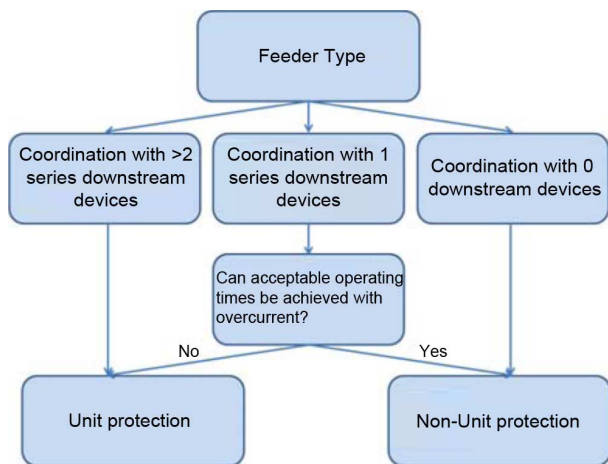 Feeder Type
Coordination with >2
series downstream
devices
Coordination with 1
series downstream
devices
Coordination with 0
downstream devices
Can acceptable operating
times be achieved with
overcurrent?
No
Yes
Unit protection
Non-Unit protection